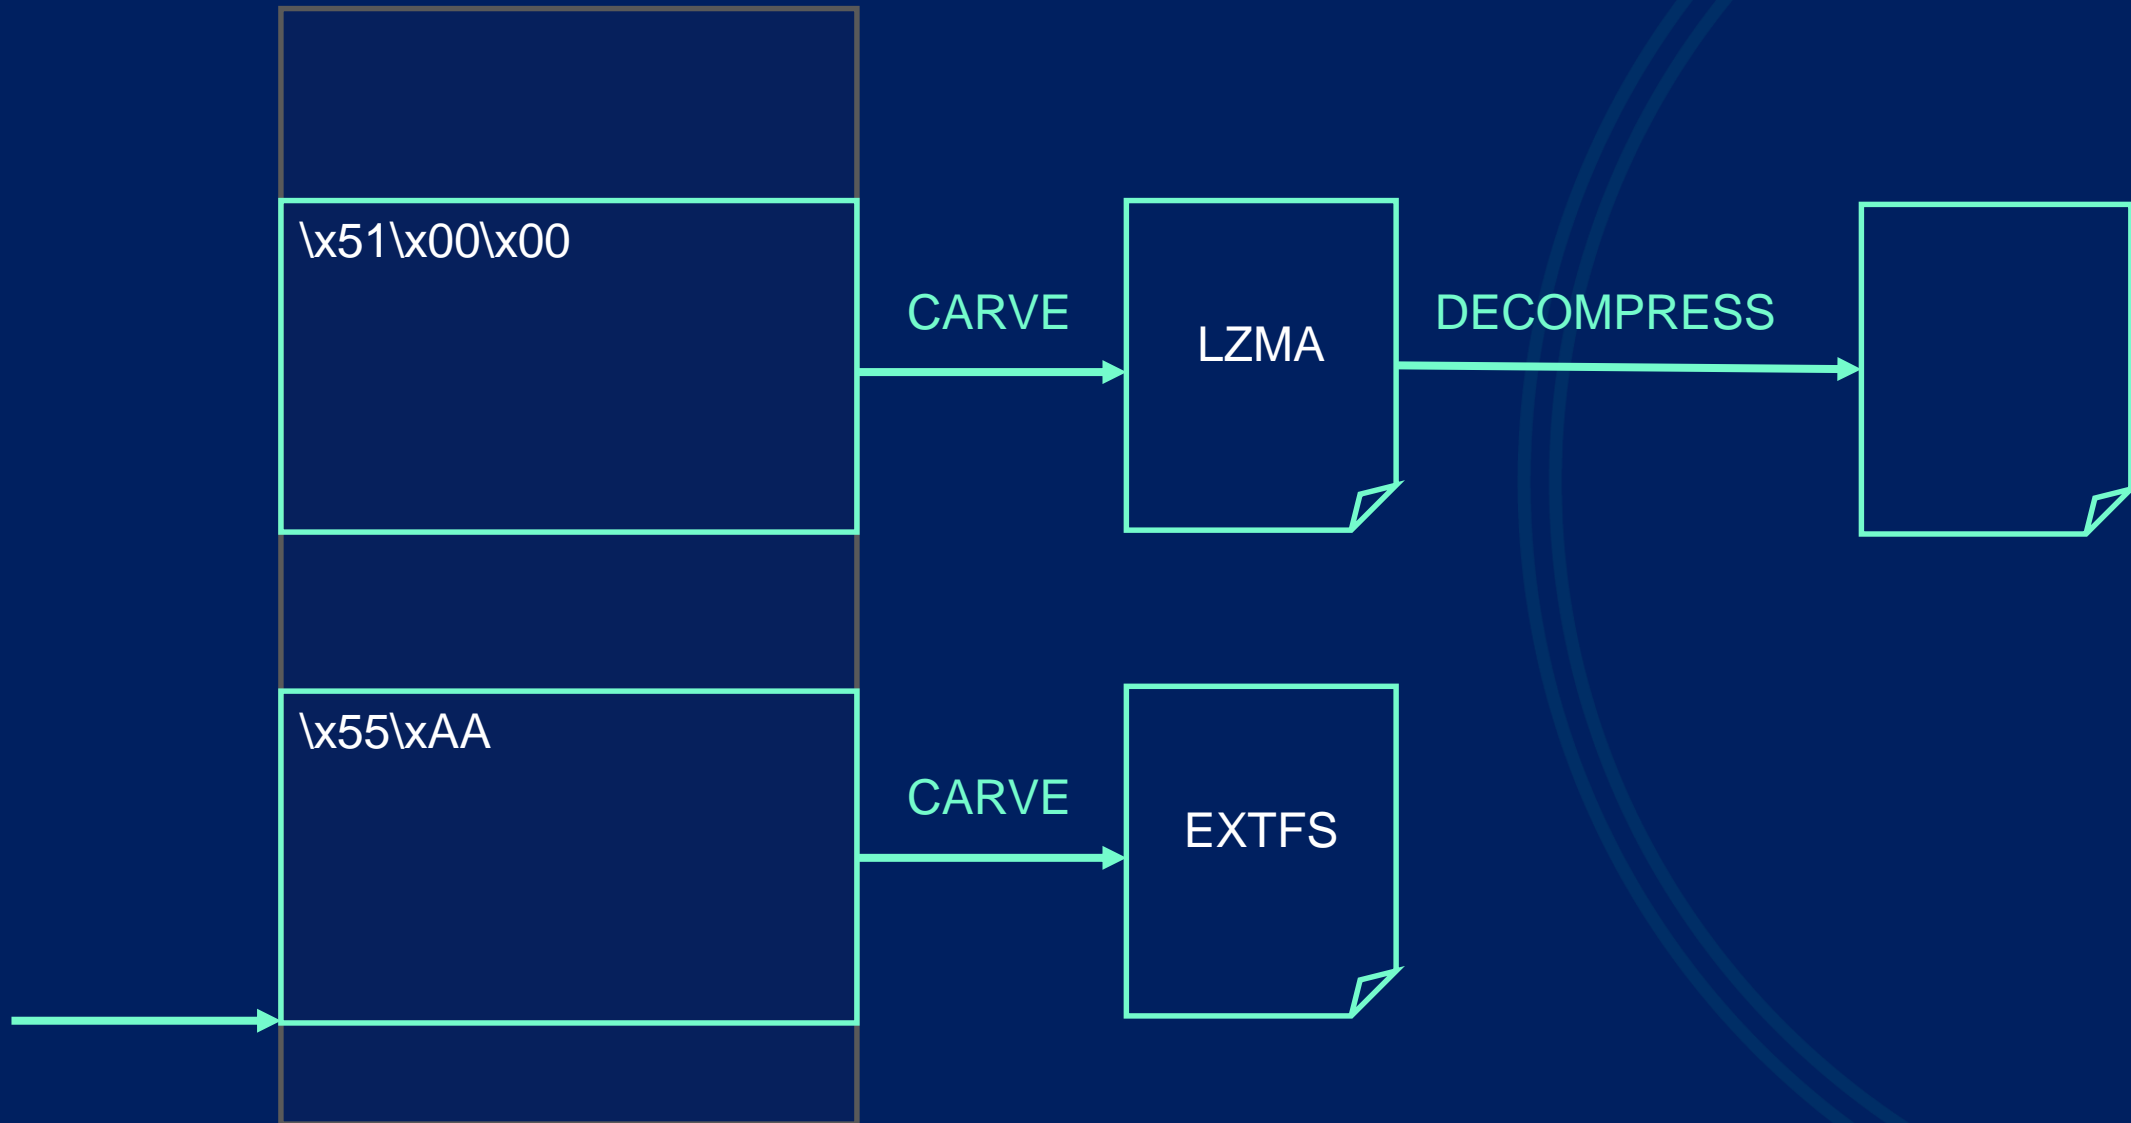 \x51\x00\x00
CARVE
LZMA
DECOMPRESS
\x55\xAA
CARVE
EXTFS